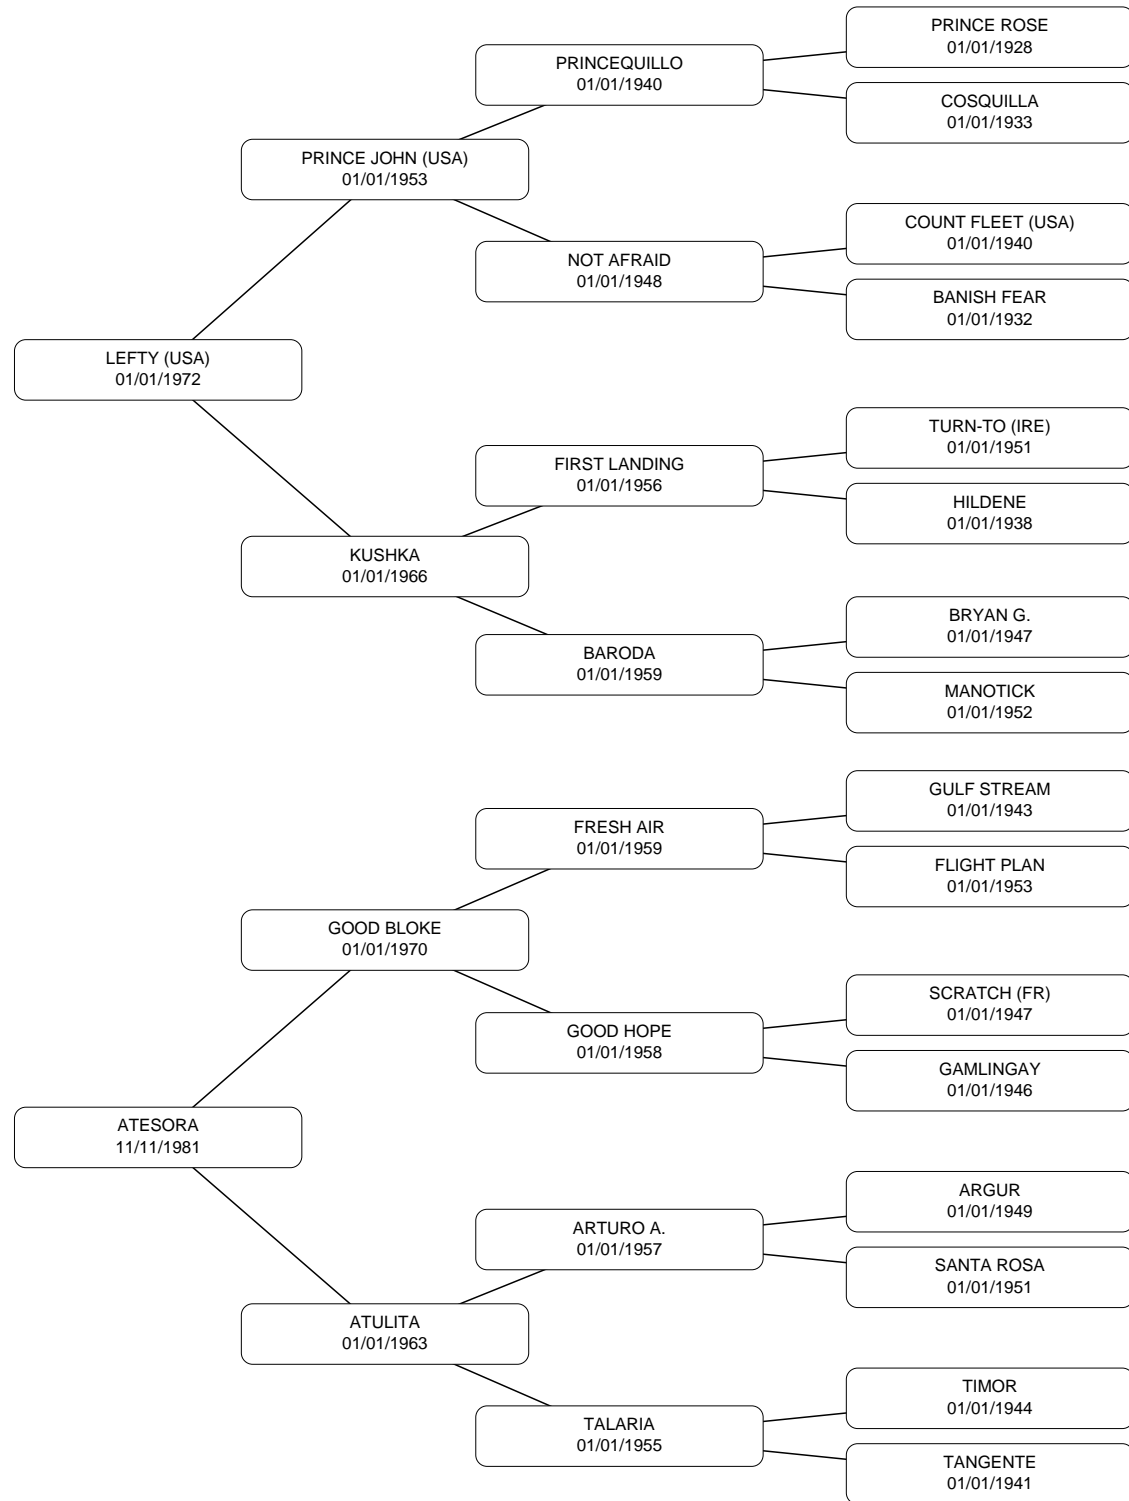 PRINCE ROSE
01/01/1928
PRINCEQUILLO
01/01/1940
COSQUILLA
01/01/1933
PRINCE JOHN (USA)
01/01/1953
COUNT FLEET (USA)
01/01/1940
NOT AFRAID
01/01/1948
BANISH FEAR
01/01/1932
LEFTY (USA)
01/01/1972
TURN-TO (IRE)
01/01/1951
FIRST LANDING
01/01/1956
HILDENE
01/01/1938
KUSHKA
01/01/1966
BRYAN G.
01/01/1947
BARODA
01/01/1959
MANOTICK
01/01/1952
GULF STREAM
01/01/1943
FRESH AIR
01/01/1959
FLIGHT PLAN
01/01/1953
GOOD BLOKE
01/01/1970
SCRATCH (FR)
01/01/1947
GOOD HOPE
01/01/1958
GAMLINGAY
01/01/1946
ATESORA
11/11/1981
ARGUR
01/01/1949
ARTURO A.
01/01/1957
SANTA ROSA
01/01/1951
ATULITA
01/01/1963
TIMOR
01/01/1944
TALARIA
01/01/1955
TANGENTE
01/01/1941